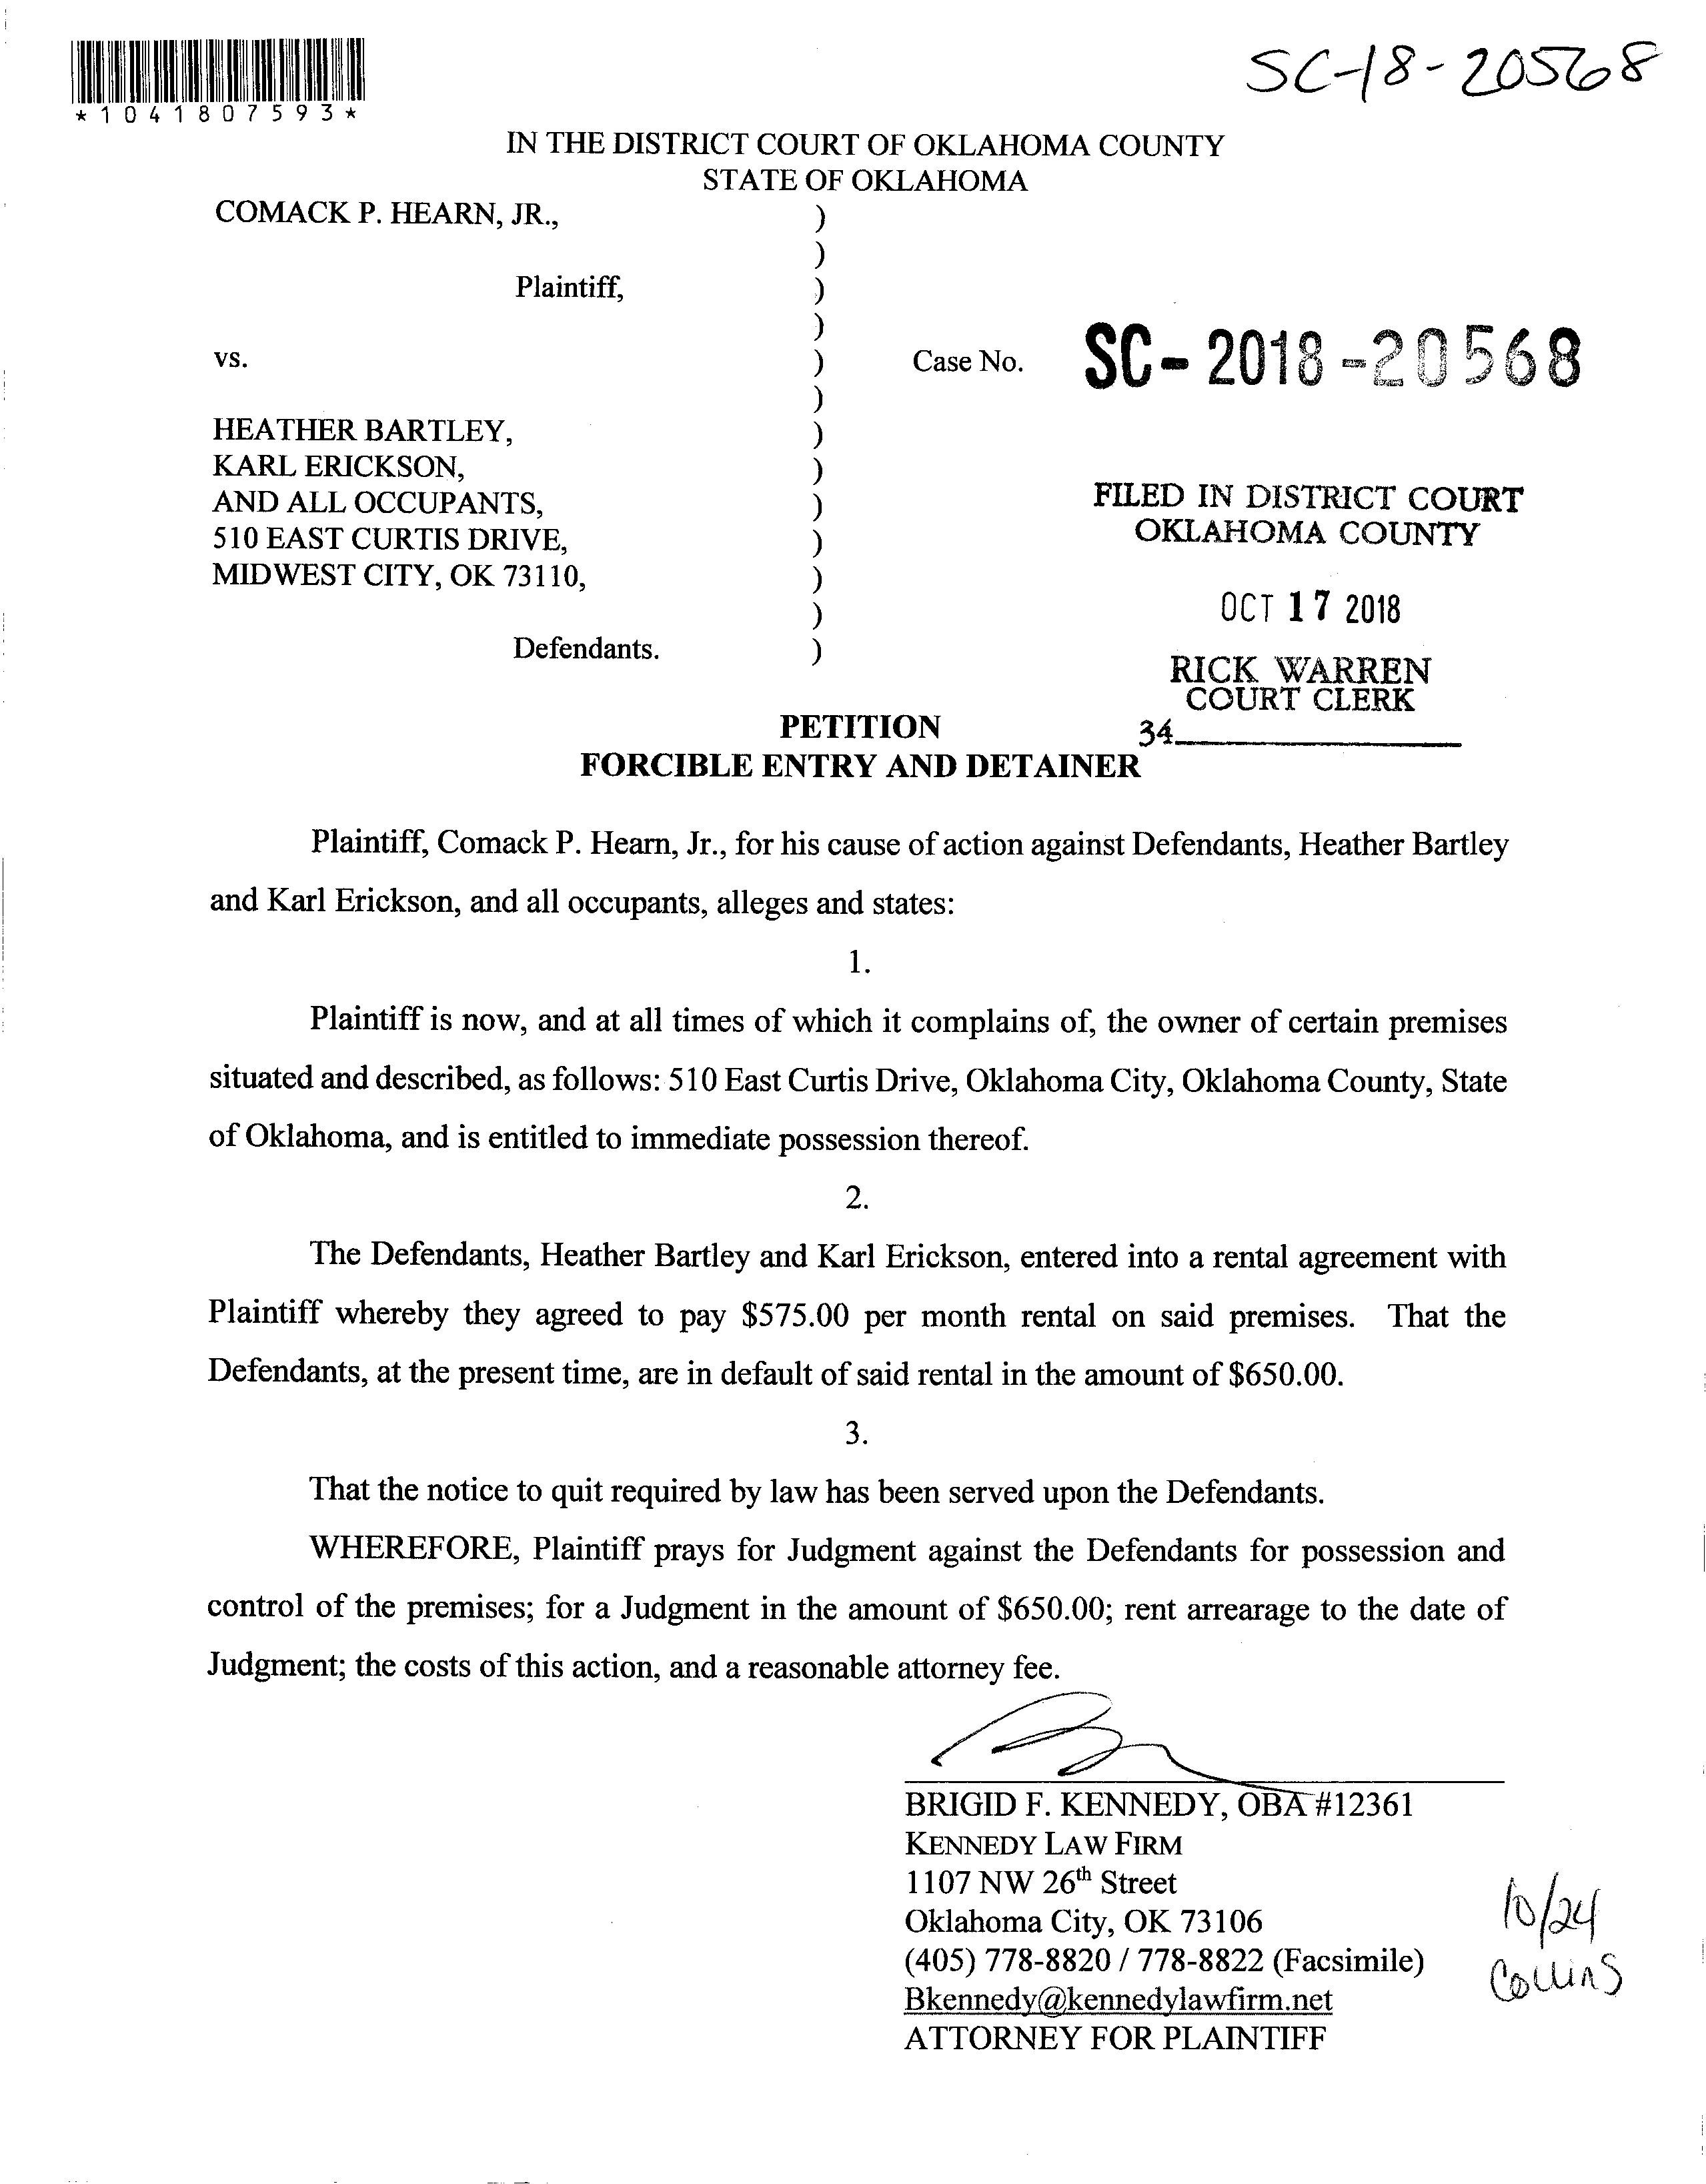 *1041807593*
SC-18-20568
IN THE DISTRICT COURT OF OKLAHOMA COUNTY
STATE OF OKLAHOMA
COMACK P. HEARN, JR., )
)
Plaintiff, )
)
vs. ) Case No. SC-2018-20568
)
HEATHER BARTLEY, )
KARL ERICKSON, )
AND ALL OCCUPANTS, )
510 EAST CURTIS DRIVE, )
MIDWEST CITY, OK 73110, )
)
Defendants. )
FILED IN DISTRICT COURT
OKLAHOMA COUNTY
OCT 17 2018
RICK WARREN
COURT CLERK
34
PETITION
FORCIBLE ENTRY AND DETAINER
Plaintiff, Comack P. Hearn, Jr., for his cause of action against Defendants, Heather Bartley
and Karl Erickson, and all occupants, alleges and states:
1.
Plaintiff is now, and at all times of which it complains of, the owner of certain premises
situated and described, as follows: 510 East Curtis Drive, Oklahoma City, Oklahoma County, State
of Oklahoma, and is entitled to immediate possession thereof.
2.
The Defendants, Heather Bartley and Karl Erickson, entered into a rental agreement with
Plaintiff whereby they agreed to pay $575.00 per month rental on said premises. That the
Defendants, at the present time, are in default of said rental in the amount of $650.00.
3.
That the notice to quit required by law has been served upon the Defendants.
WHEREFORE, Plaintiff prays for Judgment against the Defendants for possession and
control of the premises; for a Judgment in the amount of $650.00; rent arrearage to the date of
Judgment; the costs of this action, and a reasonable attorney fee.
BRIGID F. KENNEDY, OBA #12361
KENNEDY LAW FIRM
1107 NW 26th Street
Oklahoma City, OK 73106
(405) 778-8820 / 778-8822 (Facsimile)
Bkennedy@kennedylawfirm.net
ATTORNEY FOR PLAINTIFF
10/24
Collins